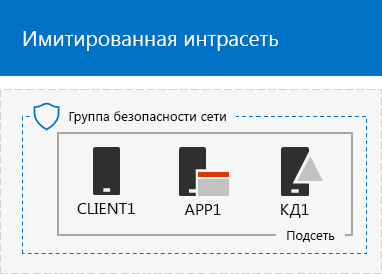 Имитированная интрасеть
Группа безопасности сети
CLIENT1
APP1
КД1
Подсеть